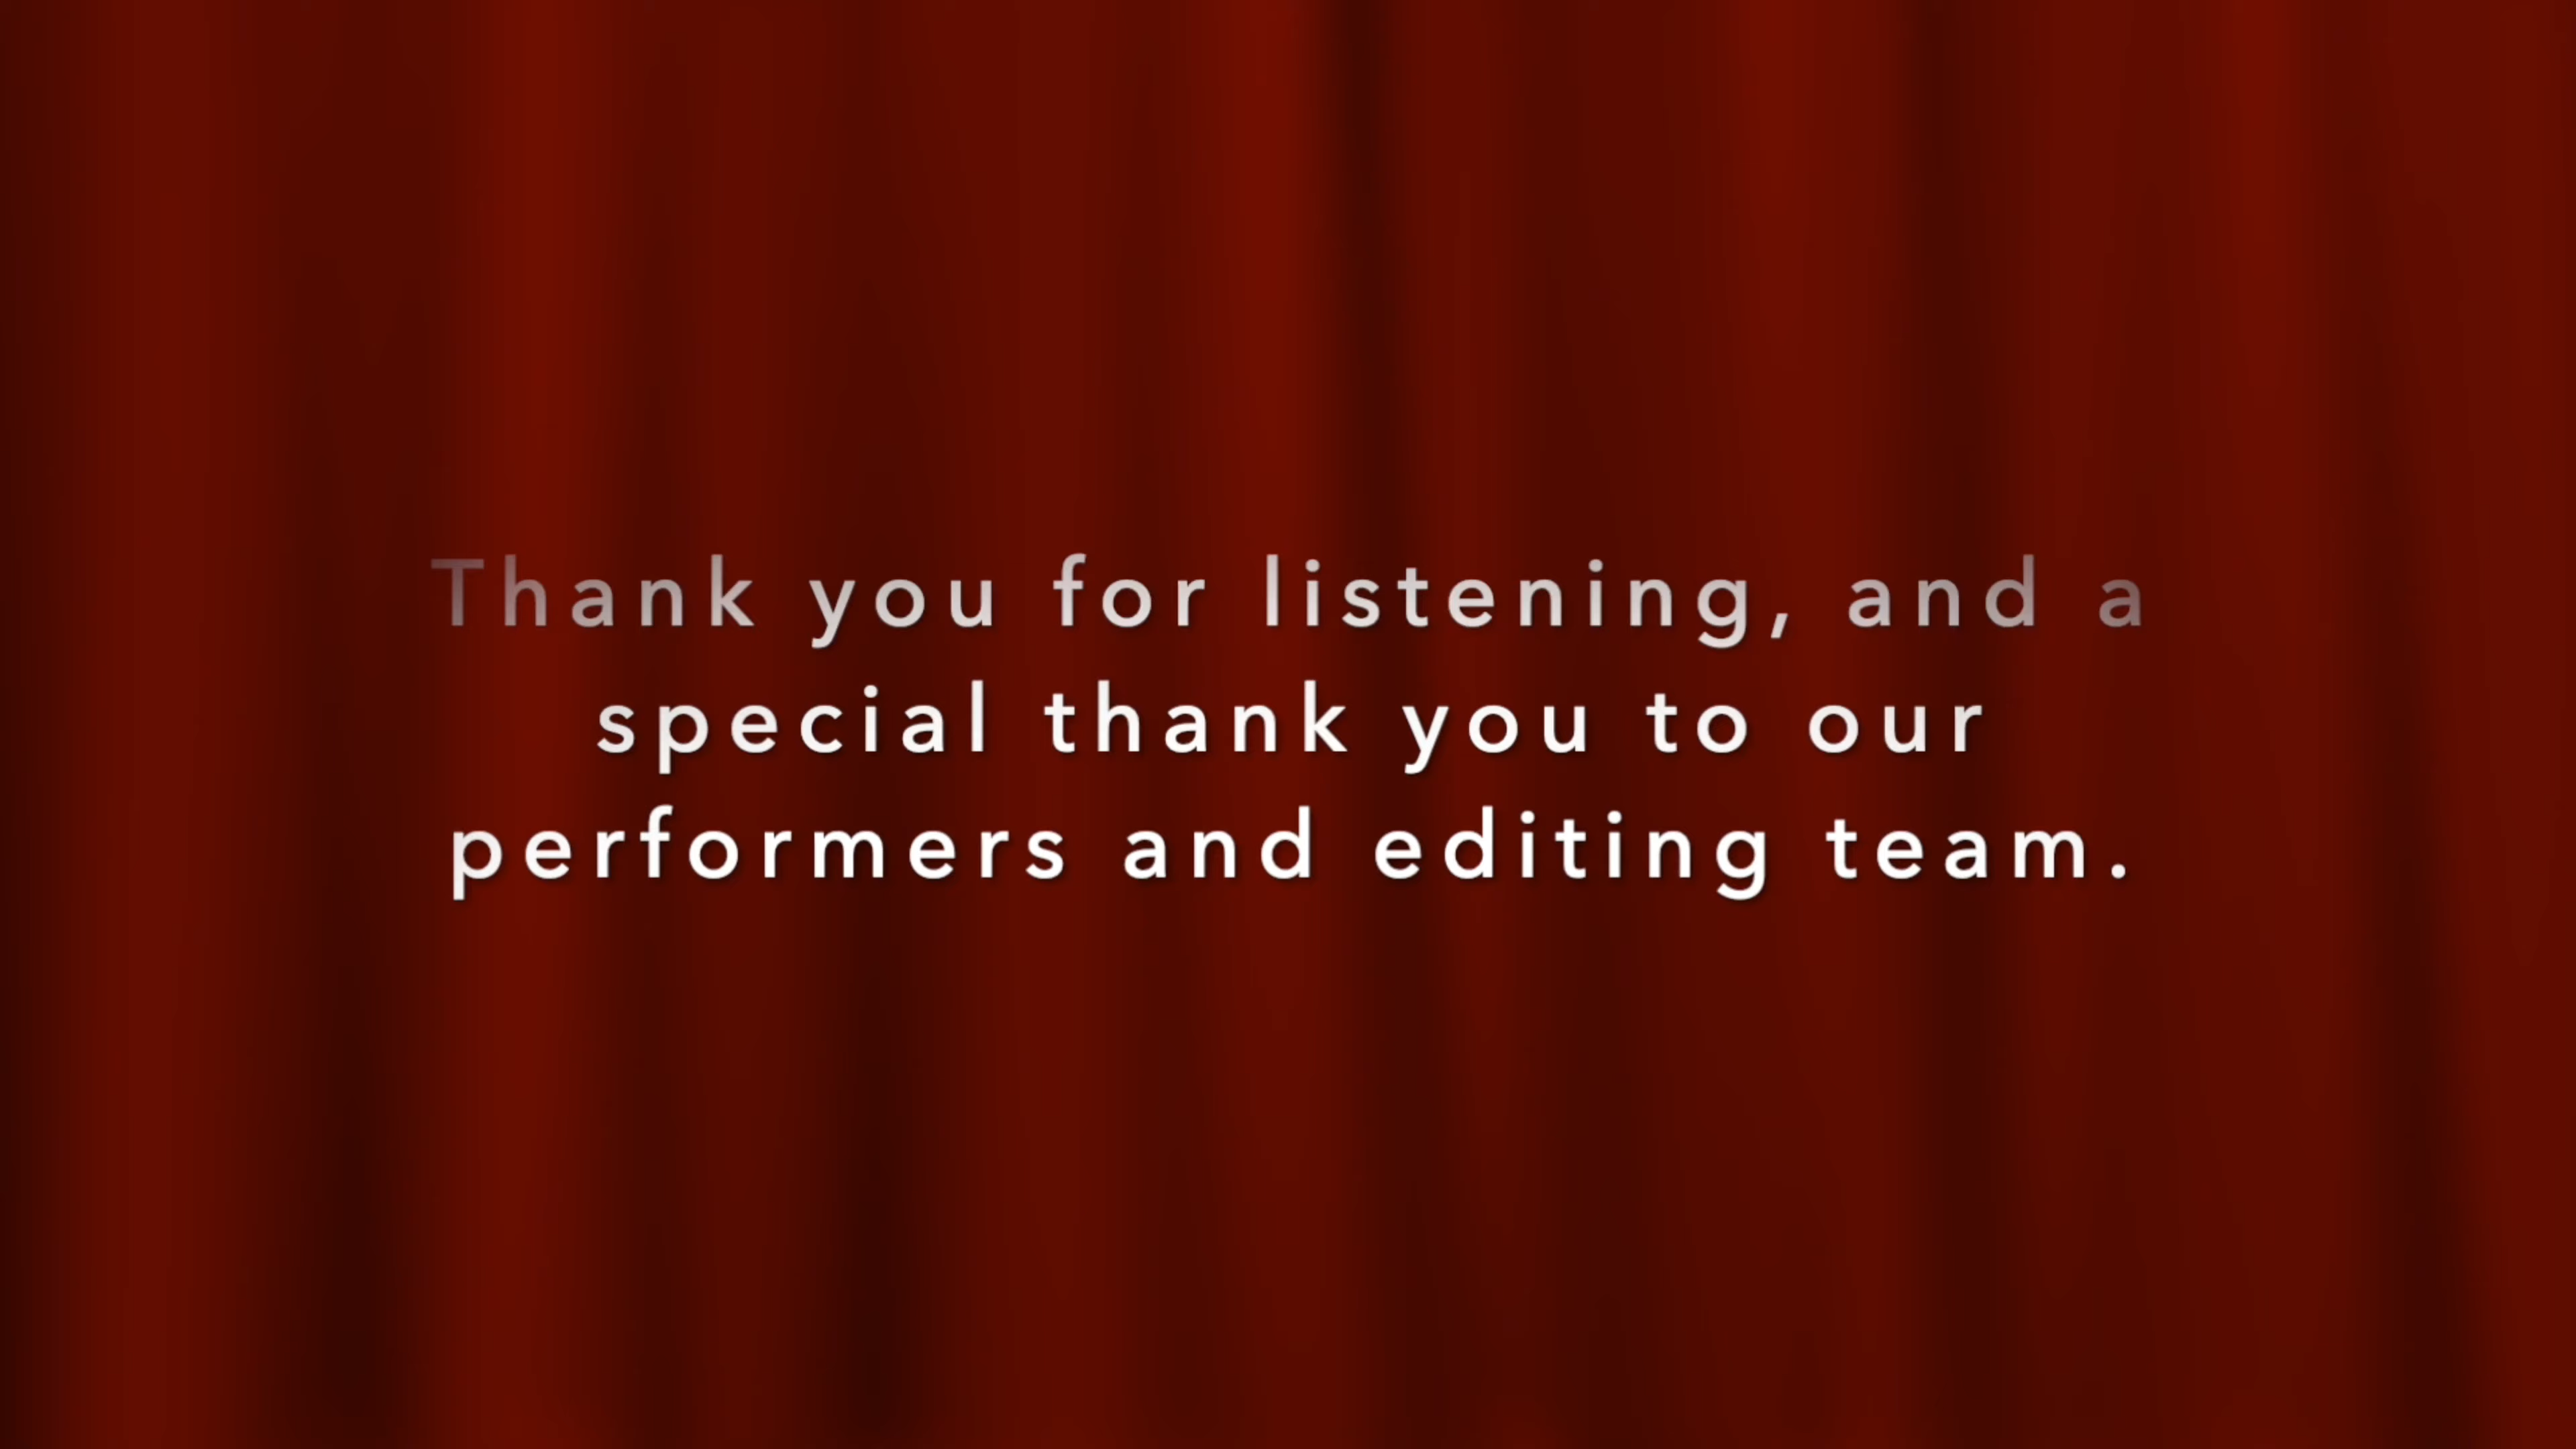 Thank you for listening, and a
special thank you to our
performers and editing team.